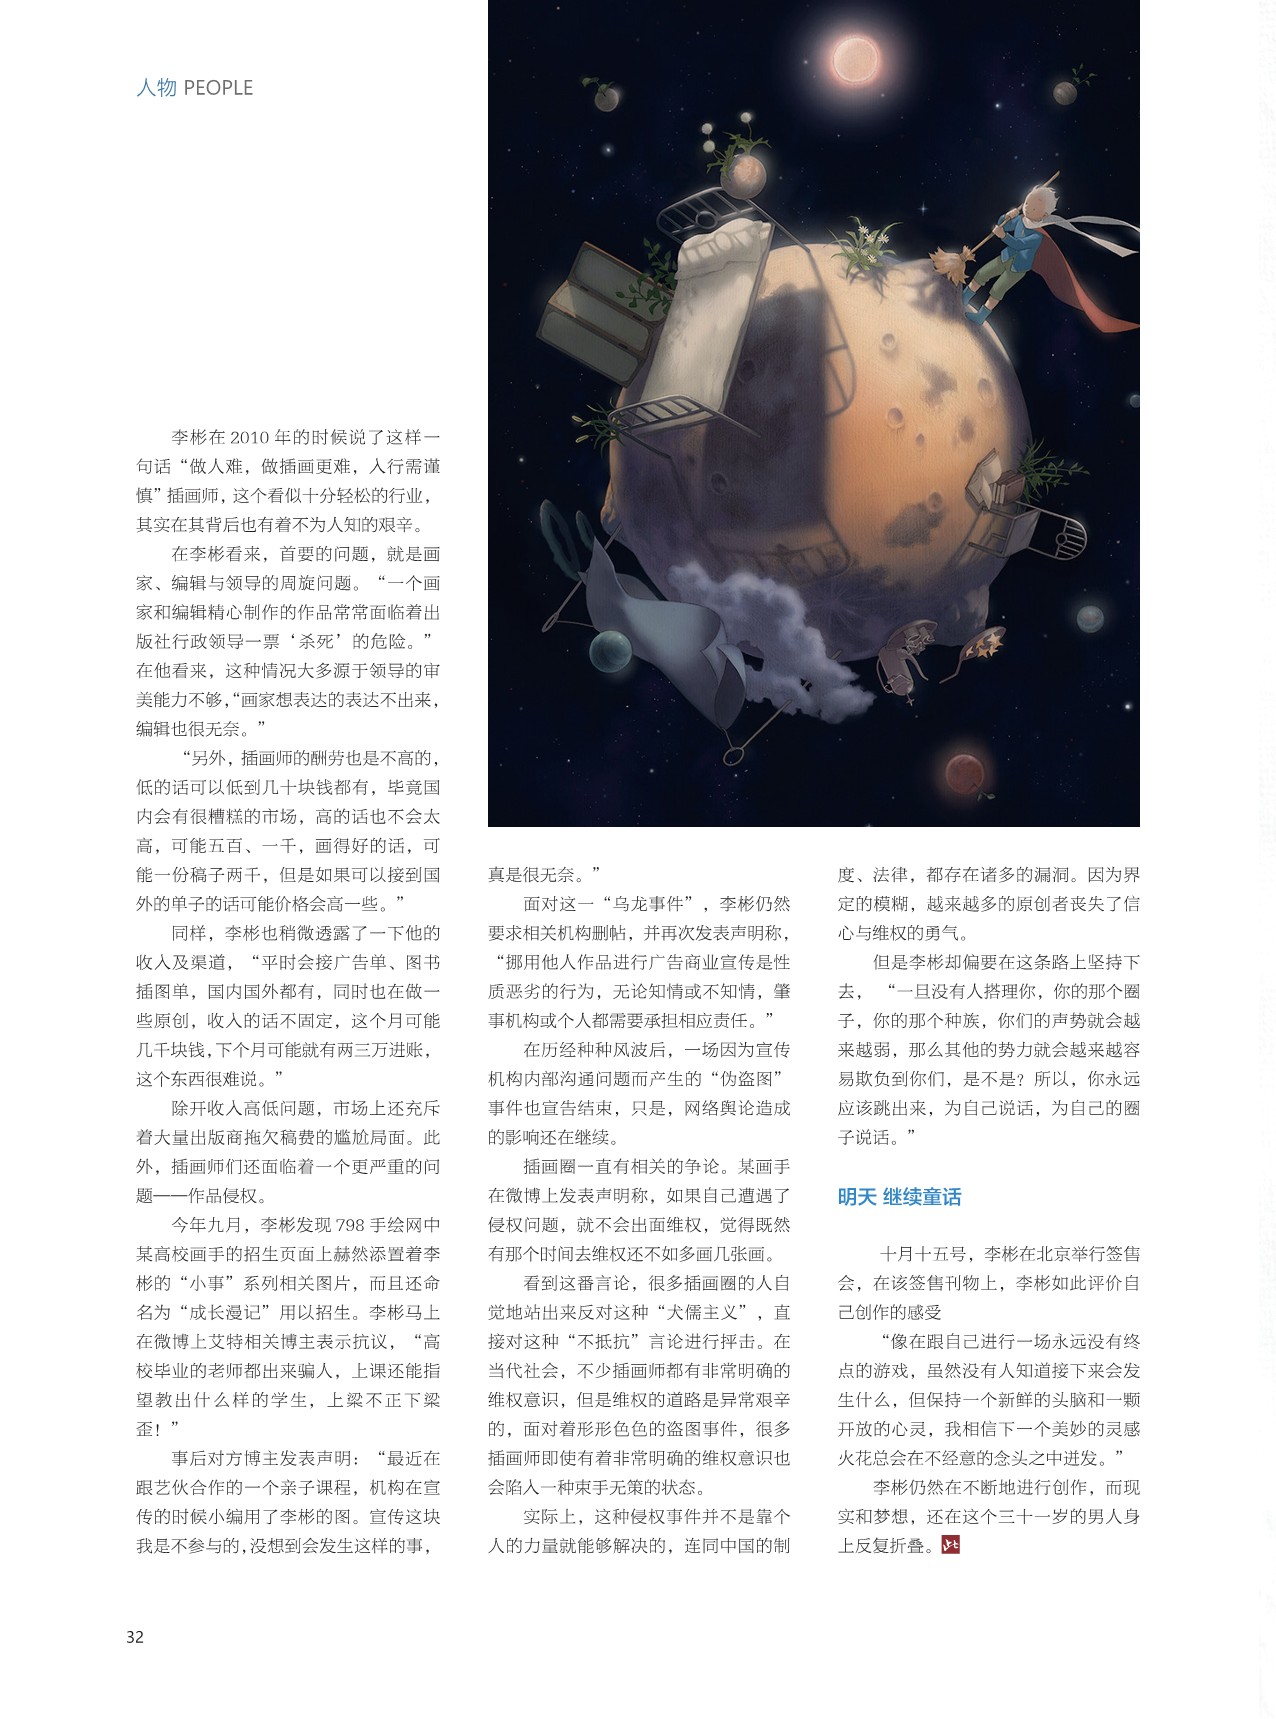 人物 PEOPLE
李彬在 2010 年的时候说了这样一
句话“做人难，做插画更难，入行需谨
慎”插画师，这个看似十分轻松的行业，
其实在其背后也有着不为人知的艰辛。
在李彬看来，首要的问题，就是画
家、编辑与领导的周旋问题。“一个画
家和编辑精心制作的作品常常面临着出
版社行政领导一票‘杀死’的危险。”
在他看来，这种情况大多源于领导的审
美能力不够，“画家想表达的表达不出来，
编辑也很无奈。”
“另外，插画师的酬劳也是不高的，
低的话可以低到几十块钱都有，毕竟国
内会有很糟糕的市场，高的话也不会太
高，可能五百、一千，画得好的话，可
能一份稿子两千，但是如果可以接到国
外的单子的话可能价格会高一些。”
同样，李彬也稍微透露了一下他的
收入及渠道，“平时会接广告单、图书
插图单，国内国外都有，同时也在做一
些原创，收入的话不固定，这个月可能
几千块钱，下个月可能就有两三万进账，
这个东西很难说。”
除开收入高低问题，市场上还充斥
着大量出版商拖欠稿费的尴尬局面。此
外，插画师们还面临着一个更严重的问
题——作品侵权。
今年九月，李彬发现 798 手绘网中
某高校画手的招生页面上赫然添置着李
彬的“小事”系列相关图片，而且还命
名为“成长漫记”用以招生。李彬马上
在微博上艾特相关博主表示抗议，“高
校毕业的老师都出来骗人，上课还能指
望教出什么样的学生，上梁不正下梁
歪！”
事后对方博主发表声明：“最近在
跟艺伙合作的一个亲子课程，机构在宣
传的时候小编用了李彬的图。宣传这块
我是不参与的，没想到会发生这样的事，
真是很无奈。”
面对这一“乌龙事件”，李彬仍然
要求相关机构删帖，并再次发表声明称，
“挪用他人作品进行广告商业宣传是性
质恶劣的行为，无论知情或不知情，肇
事机构或个人都需要承担相应责任。”
在历经种种风波后，一场因为宣传
机构内部沟通问题而产生的“伪盗图”
事件也宣告结束，只是，网络舆论造成
的影响还在继续。
插画圈一直有相关的争论。某画手
在微博上发表声明称，如果自己遭遇了
侵权问题，就不会出面维权，觉得既然
有那个时间去维权还不如多画几张画。
看到这番言论，很多插画圈的人自
觉地站出来反对这种“犬儒主义”，直
接对这种“不抵抗”言论进行抨击。在
当代社会，不少插画师都有非常明确的
维权意识，但是维权的道路是异常艰辛
的，面对着形形色色的盗图事件，很多
插画师即使有着非常明确的维权意识也
会陷入一种束手无策的状态。
实际上，这种侵权事件并不是靠个
人的力量就能够解决的，连同中国的制
度、法律，都存在诸多的漏洞。因为界
定的模糊，越来越多的原创者丧失了信
心与维权的勇气。
但是李彬却偏要在这条路上坚持下
去，“一旦没有人搭理你，你的那个圈
子，你的那个种族，你们的声势就会越
来越弱，那么其他的势力就会越来越容
易欺负到你们，是不是？所以，你永远
应该跳出来，为自己说话，为自己的圈
子说话。”
明天 继续童话
十月十五号，李彬在北京举行签售
会，在该签售刊物上，李彬如此评价自
己创作的感受
“像在跟自己进行一场永远没有终
点的游戏，虽然没有人知道接下来会发
生什么，但保持一个新鲜的头脑和一颗
开放的心灵，我相信下一个美妙的灵感
火花总会在不经意的念头之中迸发。”
李彬仍然在不断地进行创作，而现
实和梦想，还在这个三十一岁的男人身
上反复折叠。
32